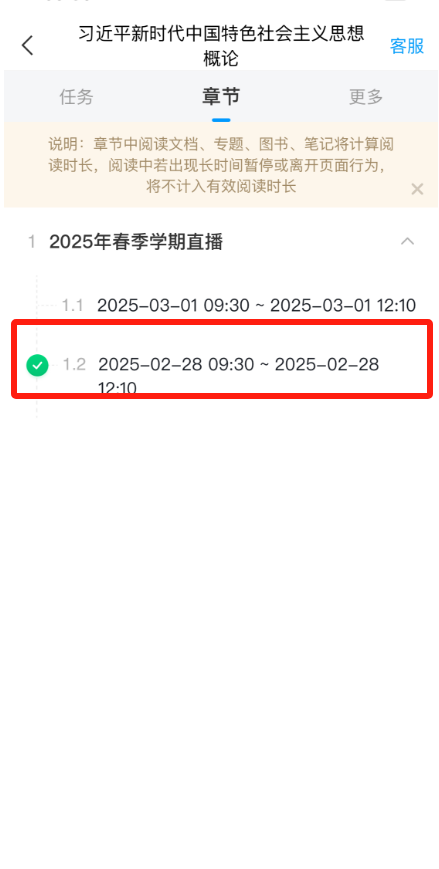 习近平新时代中国特色社会主义思想
概论
客服
任务
章节
更多
说明：章节中阅读文档、专题、图书、笔记将计算阅
读时长，阅读中若出现长时间暂停或离开页面行为，
将不计入有效阅读时长
1 2025年春季学期直播
1.1 2025-03-01 09:30 ~ 2025-03-01 12:10
1.2 2025-02-28 09:30 ~ 2025-02-28
12:10